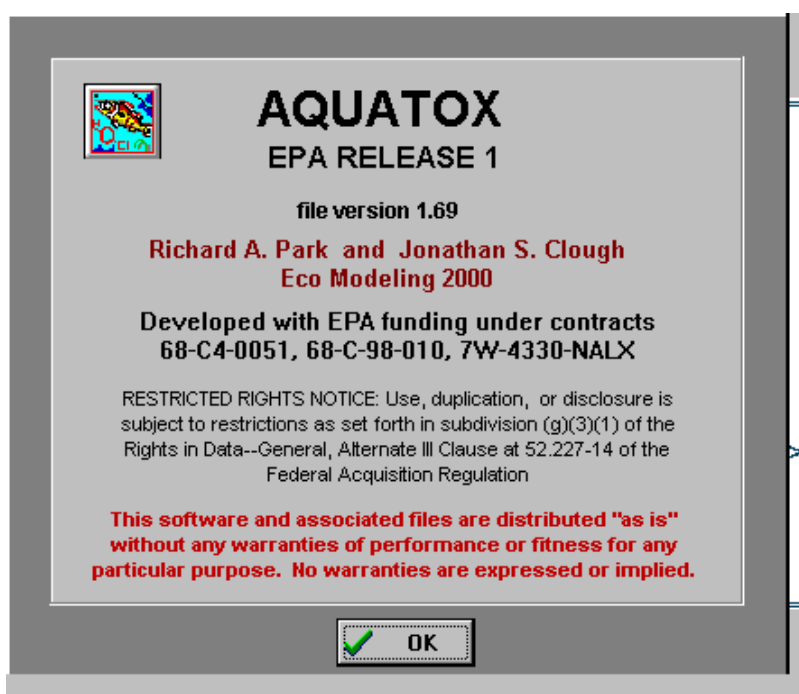 AQUATOX
EPA RELEASE 1
file version 1.69
Richard A. Park and Jonathan S. Clough
Eco Modeling 2000
Developed with EPA funding under contracts
68-C4-0051, 68-C-98-010, 7W-4330-NALX
RESTRICTED RIGHTS NOTICE: Use, duplication, or disclosure is
subject to restrictions as set forth in subdivision (g)(3)(1) of the
Rights in Data--General, Alternate III Clause at 52.227-14 of the
Federal Acquisition Regulation
This software and associated files are distributed "as is"
without any warranties of performance or fitness for any
particular purpose. No warranties are expressed or implied.
OK